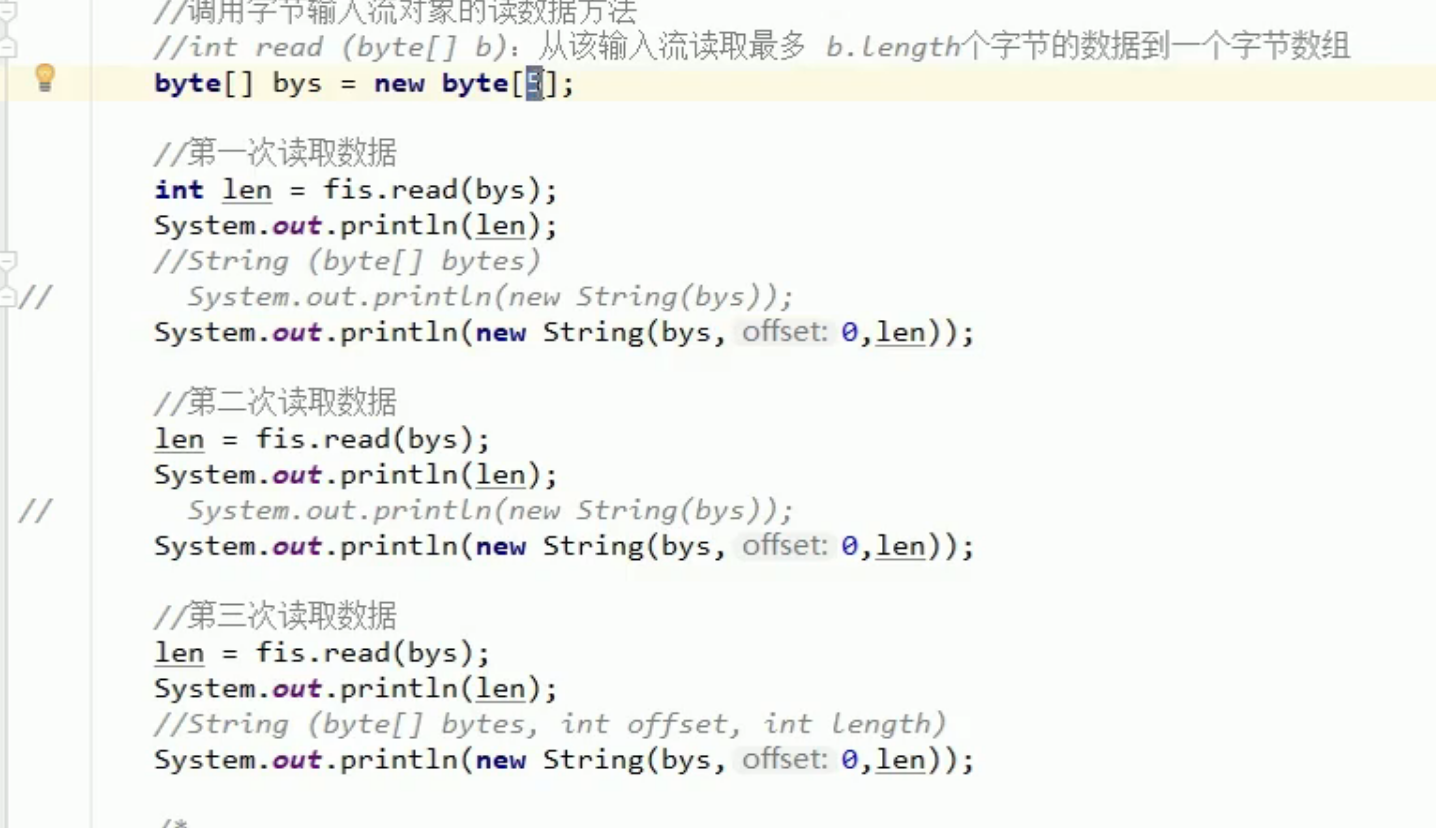 //调用字节输入流对象的读数据方法
//int read (byte[] b)：从该输入流读取最多 b.length个字节的数据到一个字节数组
byte[] bys = new byte[5];
//第一次读取数据
int len = fis.read(bys);
System.out.println(len);
//String (byte[] bytes)
//        System.out.println(new String(bys));
System.out.println(new String(bys, offset: 0,len));
//第二次读取数据
len = fis.read(bys);
System.out.println(len);
//        System.out.println(new String(bys));
System.out.println(new String(bys, offset: 0,len));
//第三次读取数据
len = fis.read(bys);
System.out.println(len);
//String (byte[] bytes, int offset, int length)
System.out.println(new String(bys, offset: 0,len));
/*